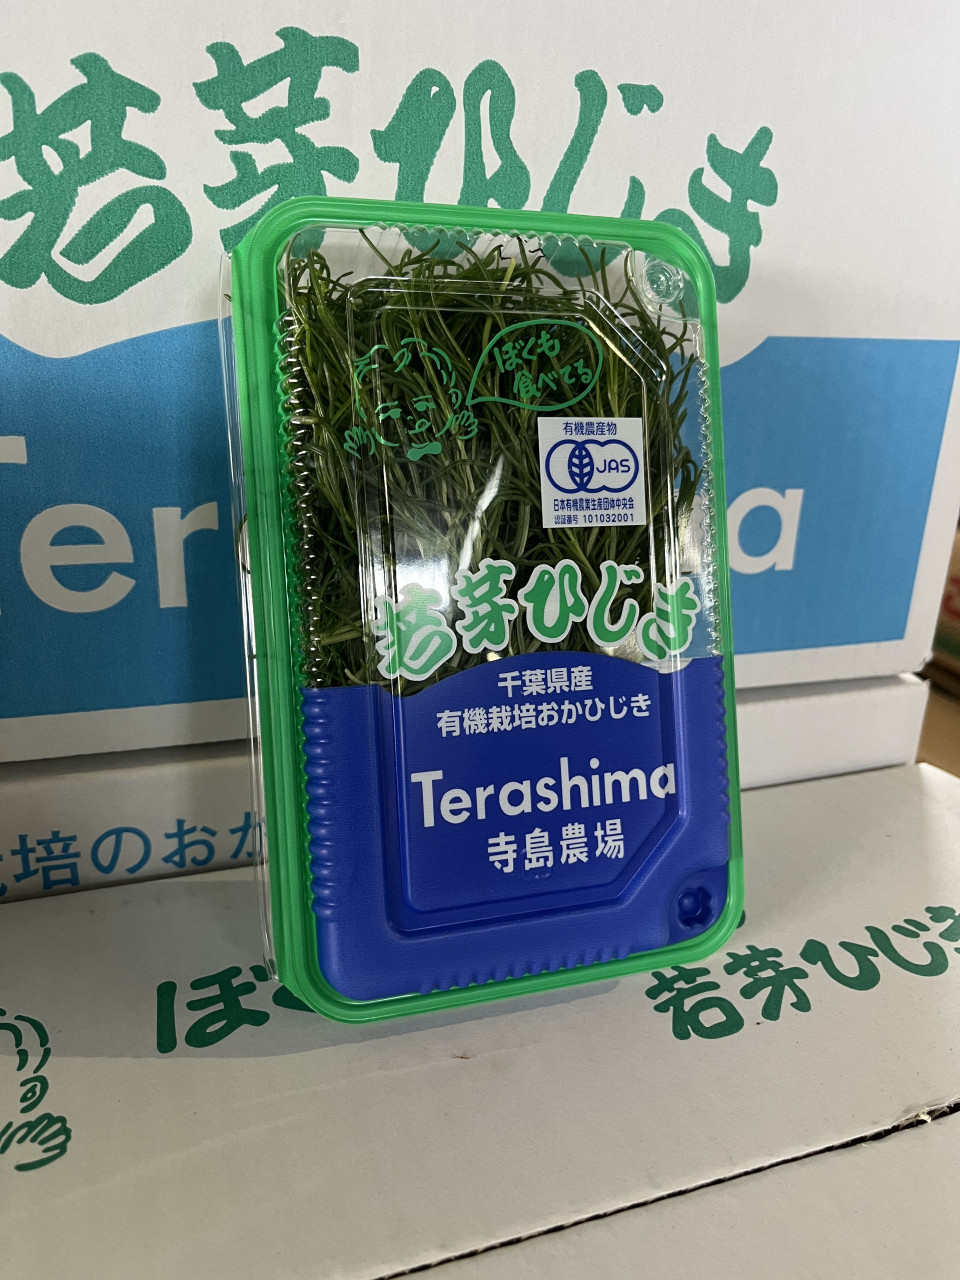 若芽ひじき
Terashima
ぼくも
食べてる
有機農産物
JAS
日本有機農業生産団体中央会
認証番号 101032001
若芽ひじき
千葉県産
有機栽培おかひじき
Terashima
寺島農場
培のおか
ぼ
若芽ひじき